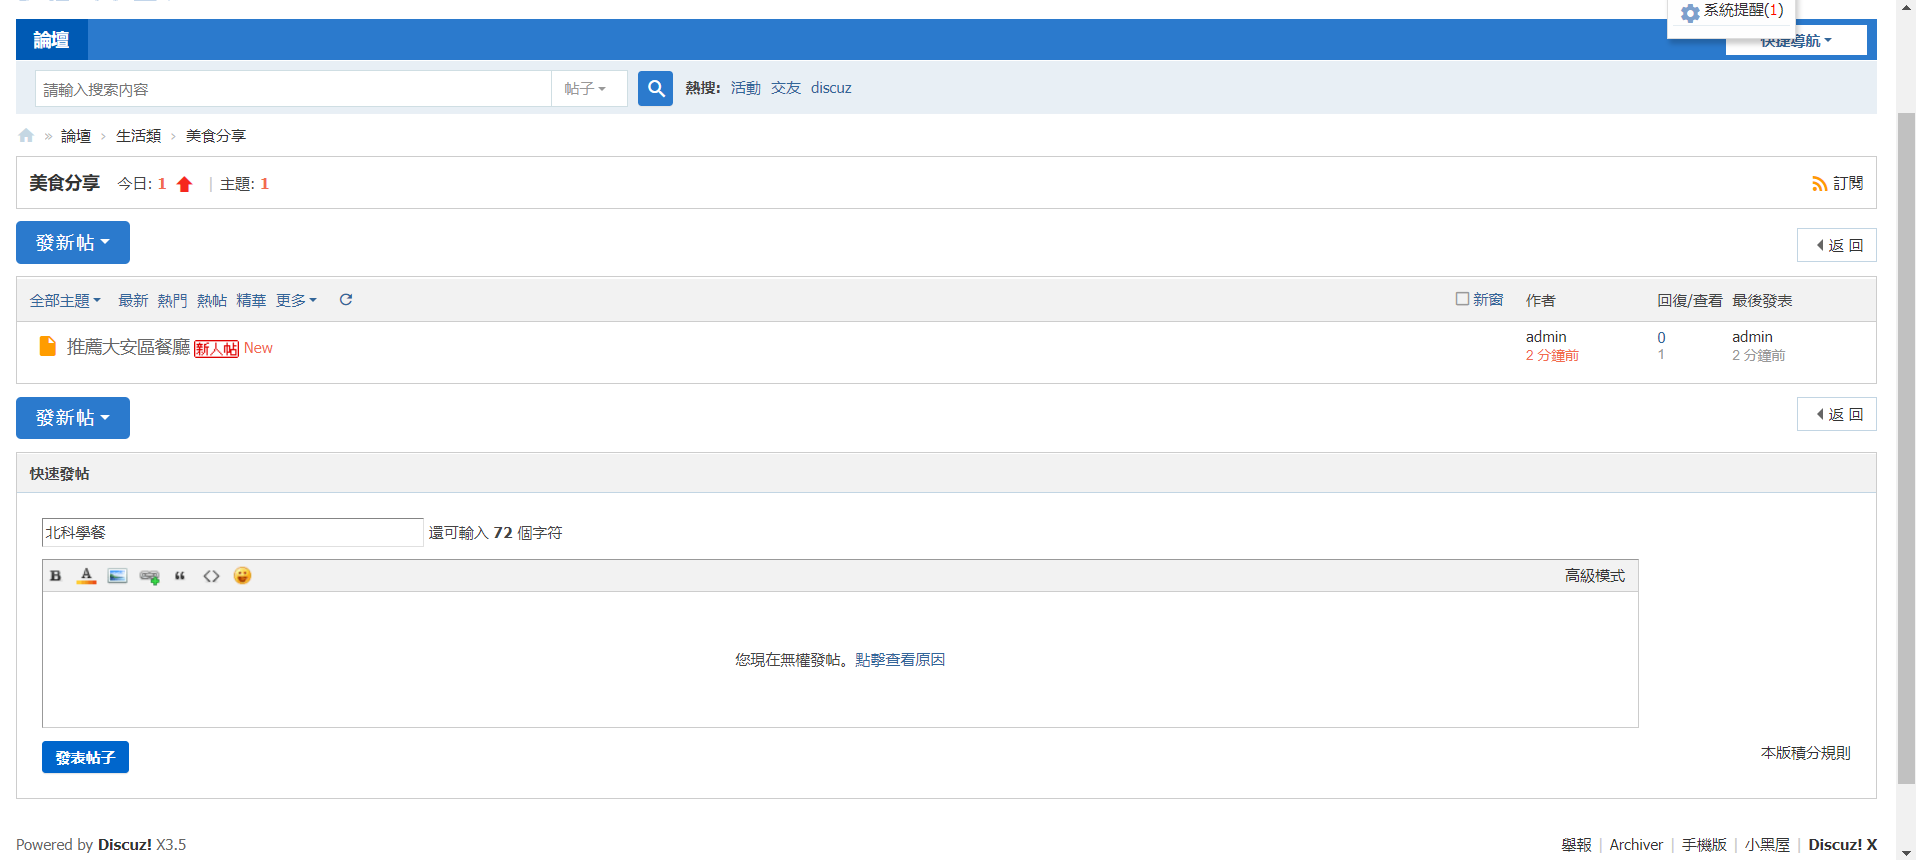 系統提醒(1)
論壇
快捷導航
請輸入搜索内容 帖子 熱搜: 活動 交友 discuz
» 論壇 › 生活類 › 美食分享
美食分享 今日: 1 | 主題: 1 訂閱
發新帖 返 回
全部主題 最新 熱門 熱帖 精華 更多 新窗 作者 回復/查看 最後發表
推薦大安區餐廳 新人帖 New admin 0 admin
2 分鐘前 1 2 分鐘前
發新帖 返 回
快速發帖
北科學餐 還可輸入 72 個字符
B A “ <> 高級模式
您現在無權發帖。點擊查看原因
發表帖子 本版積分規則
Powered by Discuz! X3.5 舉報 | Archiver | 手機版 | 小黑屋 | Discuz! X